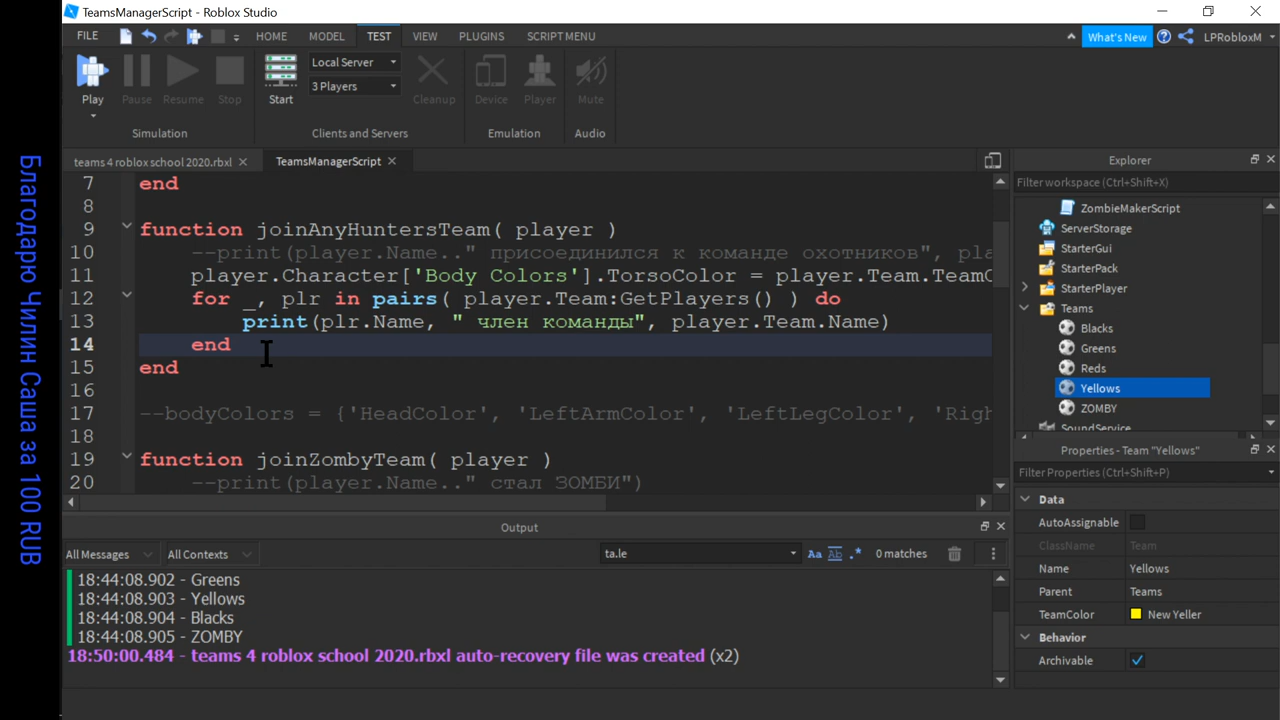 TeamsManagerScript - Roblox Studio
FILE HOME MODEL TEST VIEW PLUGINS SCRIPT MENU What's New LPRobloxM
Play Pause Resume Stop
Simulation
Local Server
3 Players
Start Cleanup
Clients and Servers
Device Player
Emulation
Mute
Audio
teams 4 roblox school 2020.rbxl TeamsManagerScript
7 end
8
9 function joinAnyHuntersTeam( player )
10 --print(player.Name.." присоединился к команде охотников", pla
11 player.Character['Body Colors'].TorsoColor = player.Team.TeamC
12 for _, plr in pairs( player.Team:GetPlayers() ) do
13 print(plr.Name, " член команды", player.Team.Name)
14 end
15 end
16
17 --bodyColors = {'HeadColor', 'LeftArmColor', 'LeftLegColor', 'Righ
18
19 function joinZombyTeam( player )
20 --print(player.Name.." стал ЗОМБИ")
Explorer
Filter workspace (Ctrl+Shift+X)
ZombieMakerScript
ServerStorage
StarterGui
StarterPack
StarterPlayer
Teams
Blacks
Greens
Reds
Yellows
ZOMBY
SoundService
Properties - Team "Yellows"
Filter Properties (Ctrl+Shift+P)
Data
AutoAssignable
ClassName Team
Name Yellows
Parent Teams
TeamColor New Yeller
Behavior
Archivable
Output
All Messages All Contexts ta.le Aa Ab .* 0 matches
18:44:08.902 - Greens
18:44:08.903 - Yellows
18:44:08.904 - Blacks
18:44:08.905 - ZOMBY
18:50:00.484 - teams 4 roblox school 2020.rbxl auto-recovery file was created (x2)
Благодарю Чилин Саша за 100 RUB